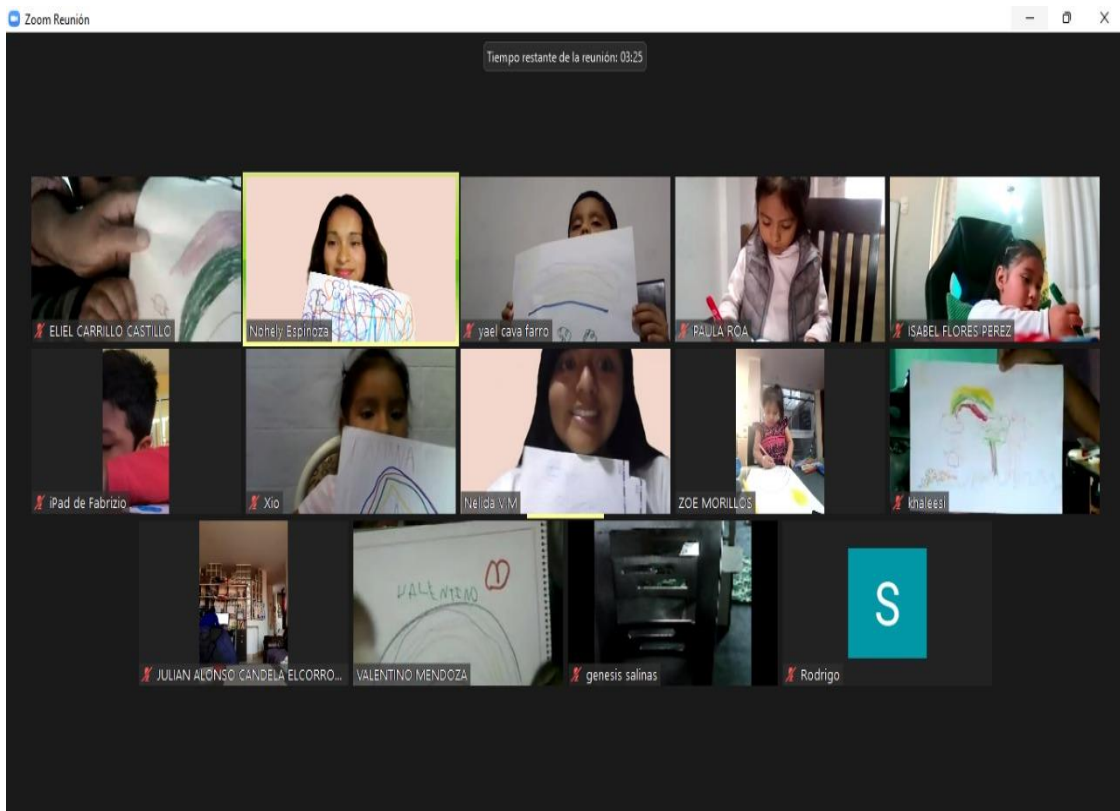 Zoom Reunión
Tiempo restante de la reunión: 03:25
ELIEL CARRILLO CASTILLO
Nohely Espinoza
yael cava farro
PAULA ROA
ISABEL FLORES PEREZ
iPad de Fabrizio
Xio
Nelida V.M
ZOE MORILLOS
khaleesi
JULIAN ALONSO CANDELA ELCORRO...
VALENTINO
1
VALENTINO MENDOZA
genesis salinas
S
Rodrigo